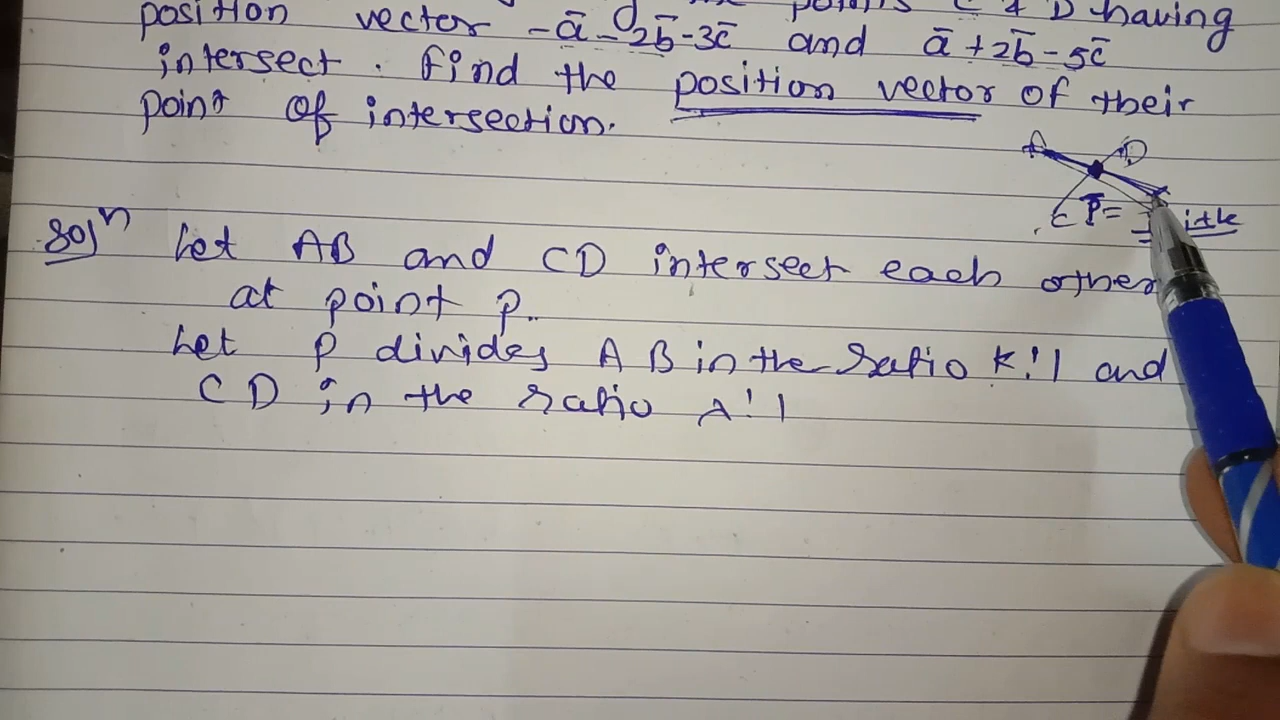 points C & D having
position vector -a̅ - 2b̅ - 3c̅ and a̅ + 2b̅ - 5c̅
intersect. find the position vector of their
point of intersection.
A D
C P̅ =
Solⁿ Let AB and CD intersect each other
at point P.
Let P divides AB in the ratio K:1 and
CD in the ratio λ:1